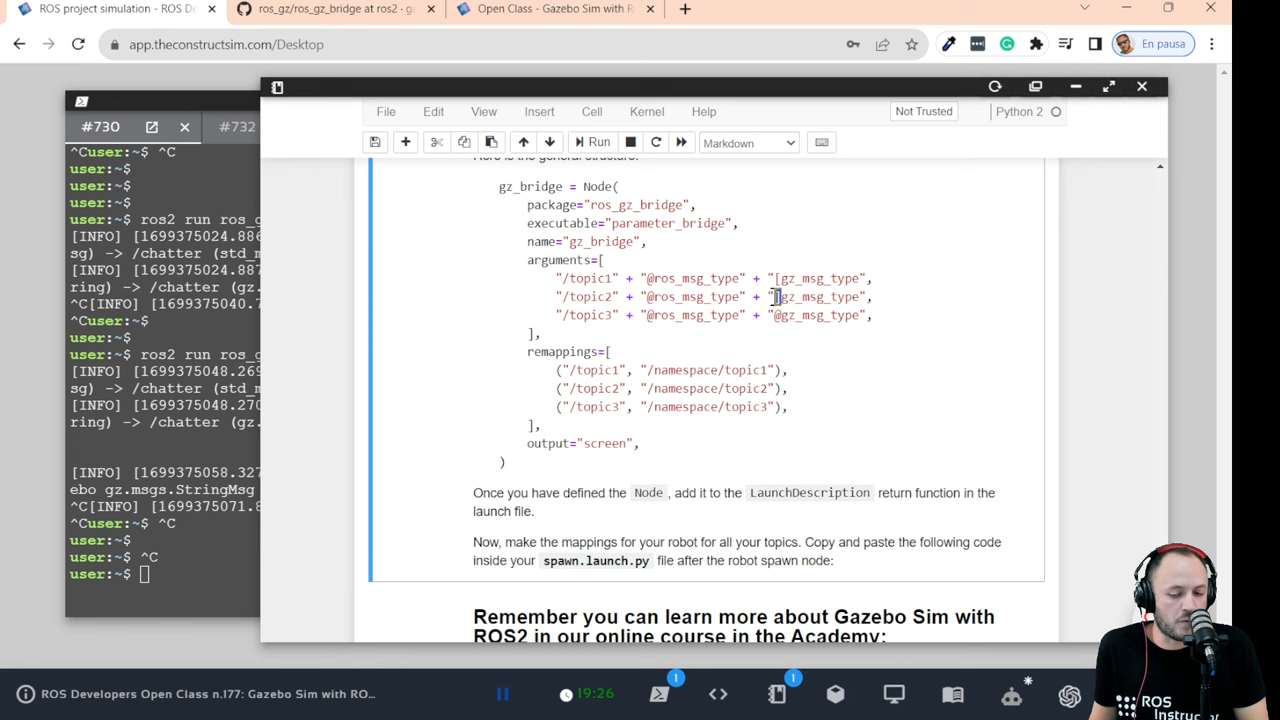 ROS project simulation - ROS De
ros_gz/ros_gz_bridge at ros2 · g
Open Class - Gazebo Sim with R
app.theconstructsim.com/Desktop
En pausa
#730
#732
^Cuser:~$ ^C
user:~$
user:~$
user:~$
user:~$ ros2 run ros_g
[INFO] [1699375024.886
sg) -> /chatter (std_m
[INFO] [1699375024.887
ring) -> /chatter (gz.
^C[INFO] [1699375040.7
^Cuser:~$
user:~$
user:~$ ros2 run ros_g
[INFO] [1699375048.269
sg) -> /chatter (std_m
[INFO] [1699375048.270
ring) -> /chatter (gz.
[INFO] [1699375058.327
ebo gz.msgs.StringMsg
^C[INFO] [1699375071.8
^Cuser:~$ ^C
user:~$
user:~$ ^C
user:~$
File Edit View Insert Cell Kernel Help
Not Trusted
Python 2
Run
Markdown
Here is the general structure:
gz_bridge = Node(
package="ros_gz_bridge",
executable="parameter_bridge",
name="gz_bridge",
arguments=[
"/topic1" + "@ros_msg_type" + "[gz_msg_type",
"/topic2" + "@ros_msg_type" + "]gz_msg_type",
"/topic3" + "@ros_msg_type" + "@gz_msg_type",
],
remappings=[
("/topic1", "/namespace/topic1"),
("/topic2", "/namespace/topic2"),
("/topic3", "/namespace/topic3"),
],
output="screen",
)
Once you have defined the Node , add it to the LaunchDescription return function in the
launch file.
Now, make the mappings for your robot for all your topics. Copy and paste the following code
inside your spawn.launch.py file after the robot spawn node:
Remember you can learn more about Gazebo Sim with
ROS2 in our online course in the Academy:
ROS Developers Open Class n.177: Gazebo Sim with RO...
19:26
1
1
ROS